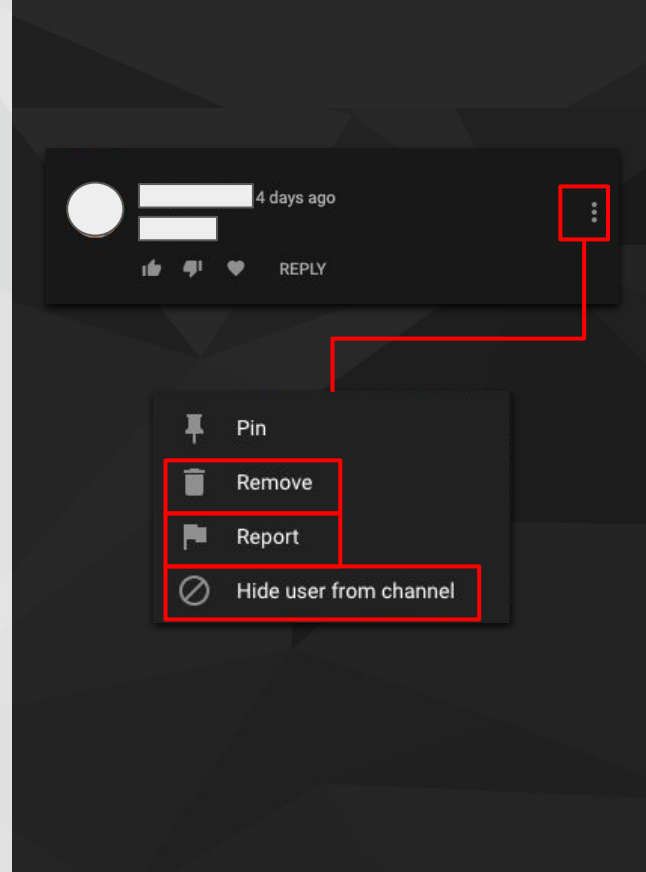 4 days ago
REPLY
Pin
Remove
Report
Hide user from channel